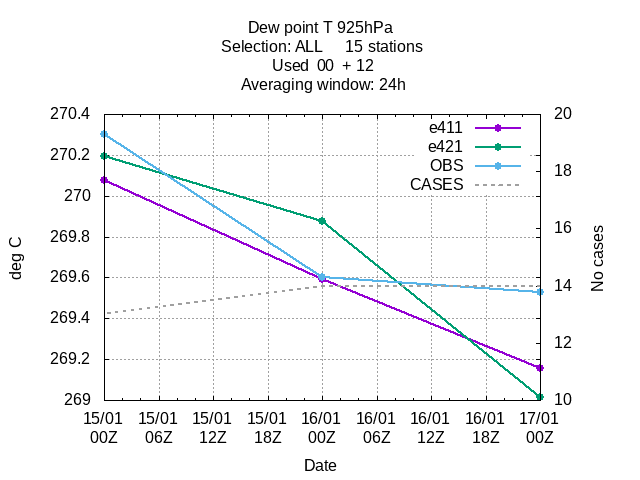 Dew point T 925hPa
Selection: ALL     15 stations
Used  00  + 12
Averaging window: 24h
270.4
270.2
270
269.8
269.6
269.4
269.2
269
20
18
16
14
12
10
e411
e421
OBS
CASES
deg C
No cases
15/01 15/01 15/01 15/01 16/01 16/01 16/01 16/01 17/01
00Z 06Z 12Z 18Z 00Z 06Z 12Z 18Z 00Z
Date